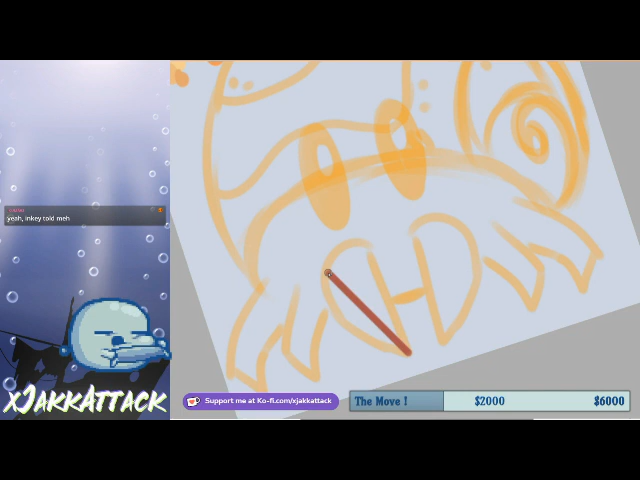 yeah, inkey told meh
xJAKKATTACK
Support me at Ko-fi.com/xjakkattack
The Move !
$2000
$6000